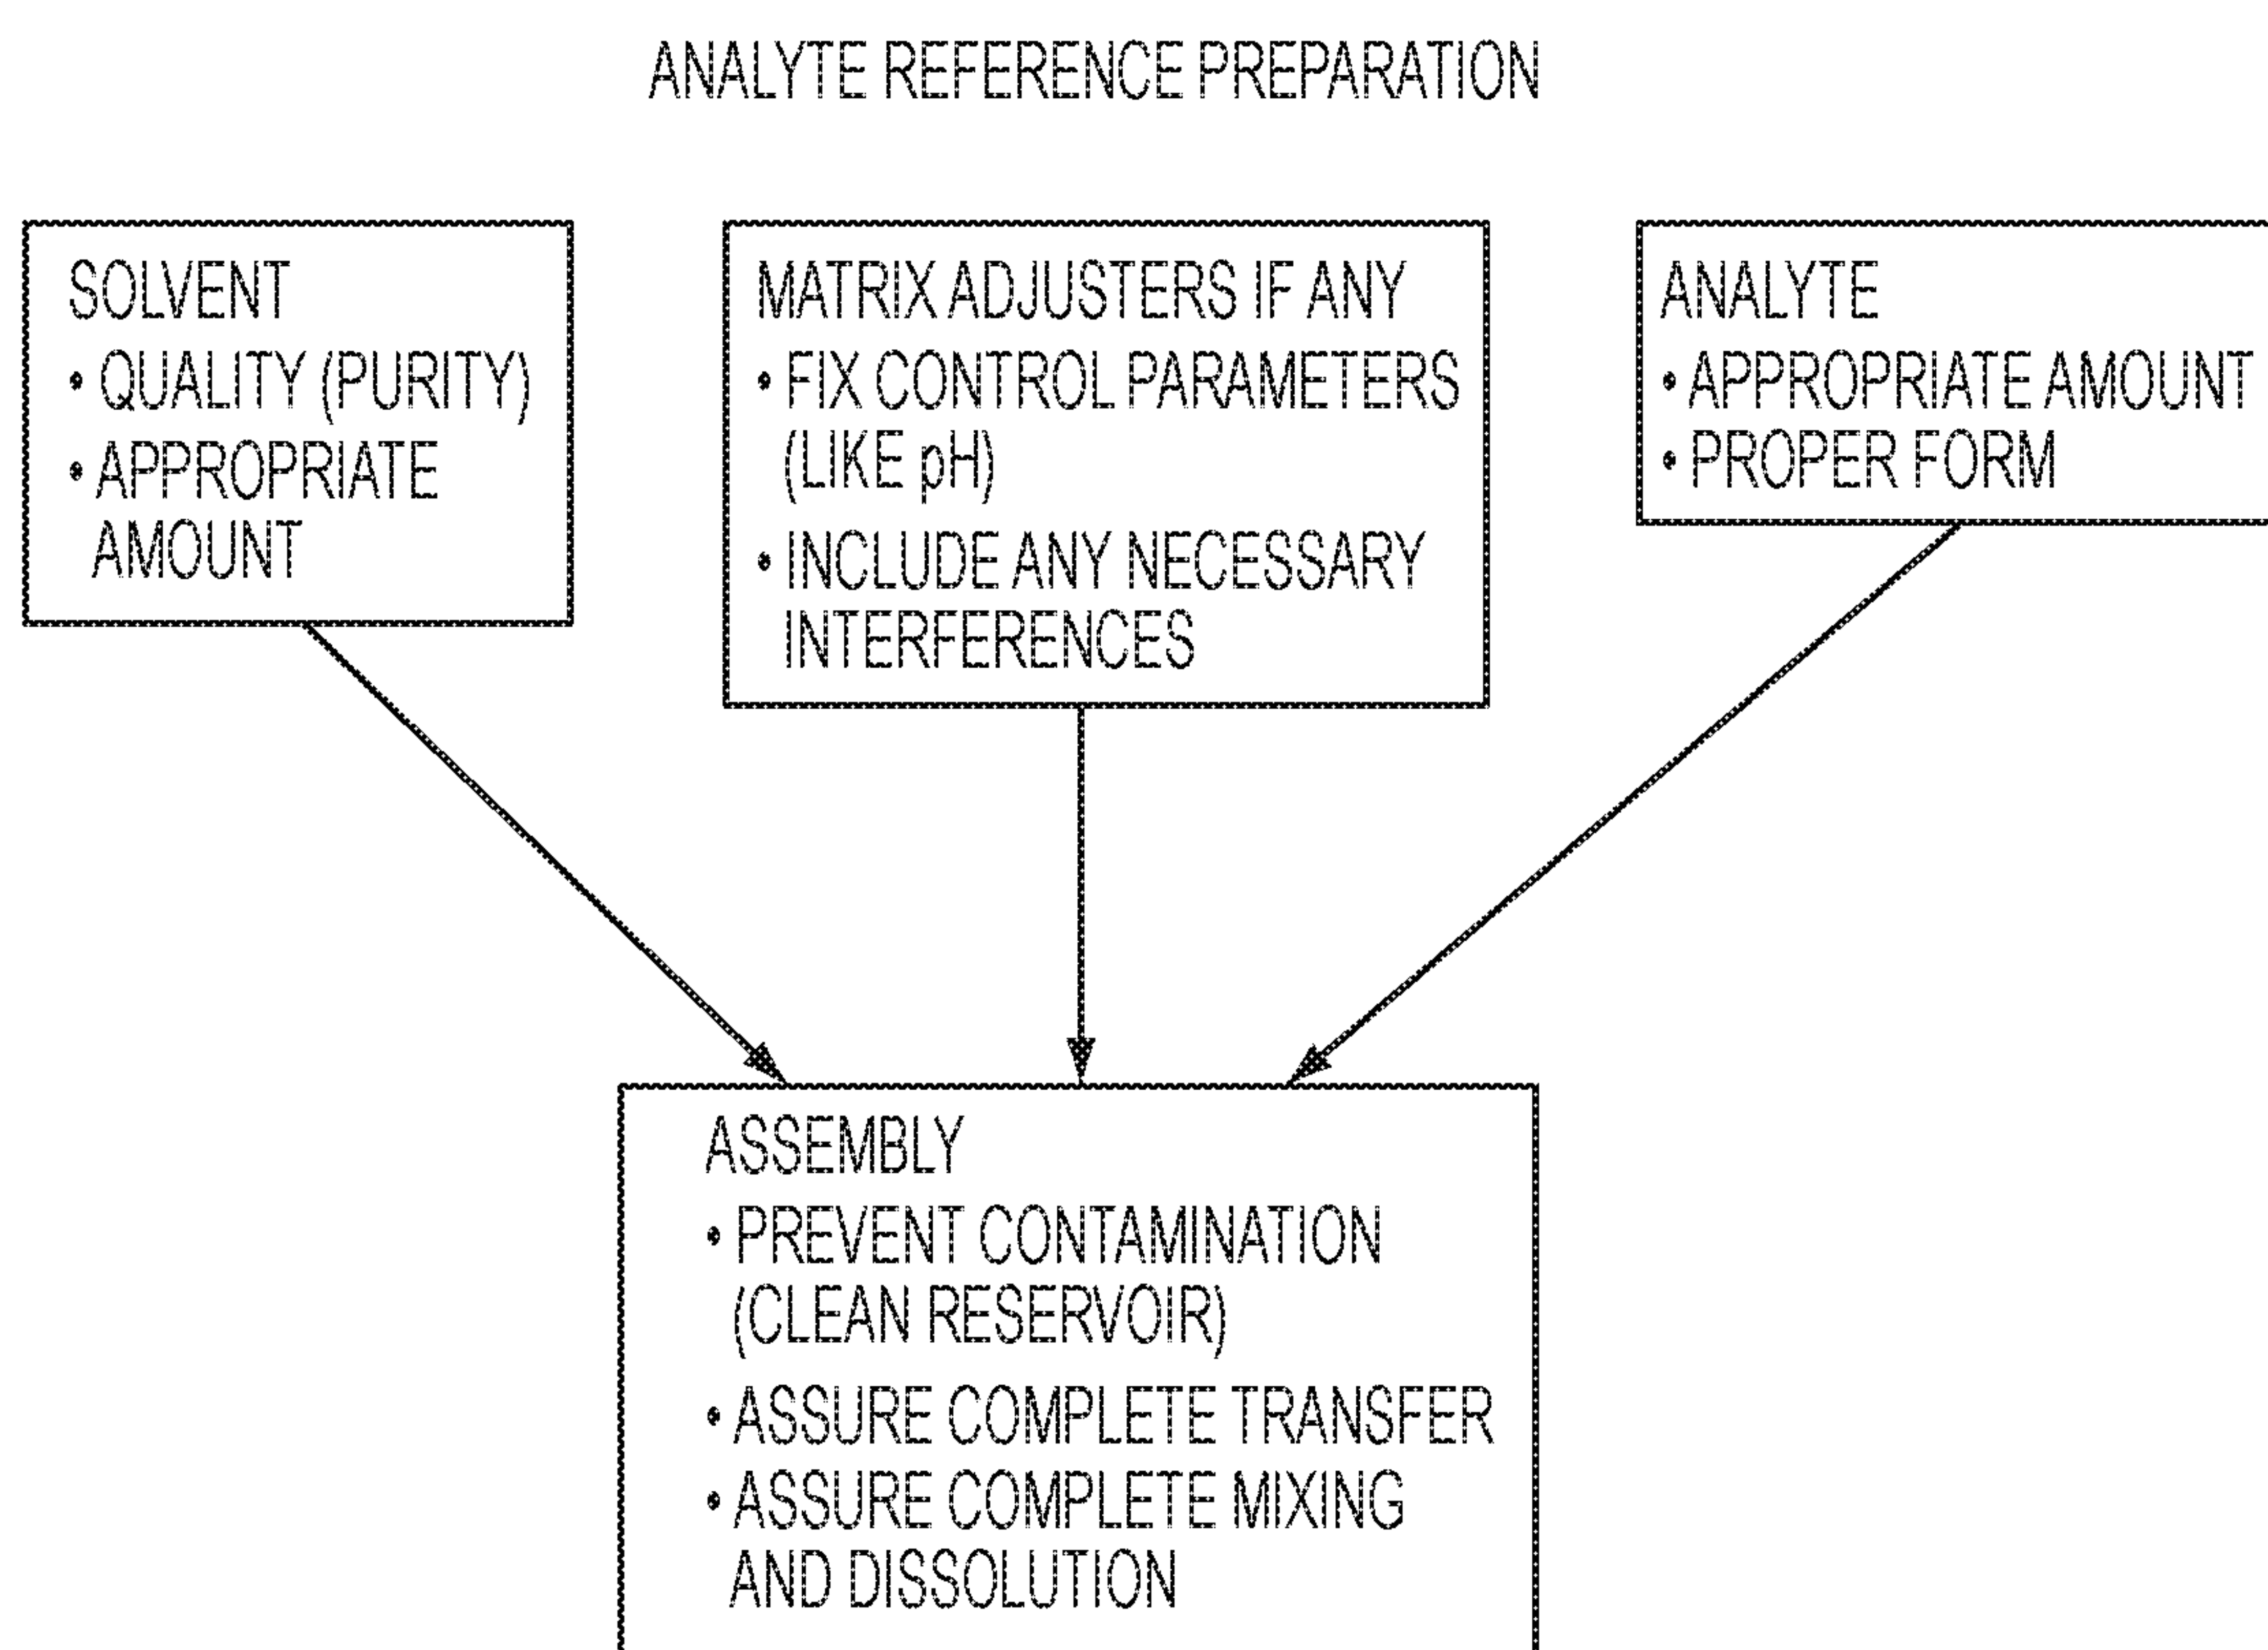 ANALYTE REFERENCE PREPARATION
SOLVENT
• QUALITY (PURITY)
• APPROPRIATE
AMOUNT
MATRIX ADJUSTERS IF ANY
• FIX CONTROL PARAMETERS
(LIKE pH)
• INCLUDE ANY NECESSARY
INTERFERENCES
ANALYTE
• APPROPRIATE AMOUNT
• PROPER FORM
ASSEMBLY
• PREVENT CONTAMINATION
(CLEAN RESERVOIR)
• ASSURE COMPLETE TRANSFER
• ASSURE COMPLETE MIXING
AND DISSOLUTION